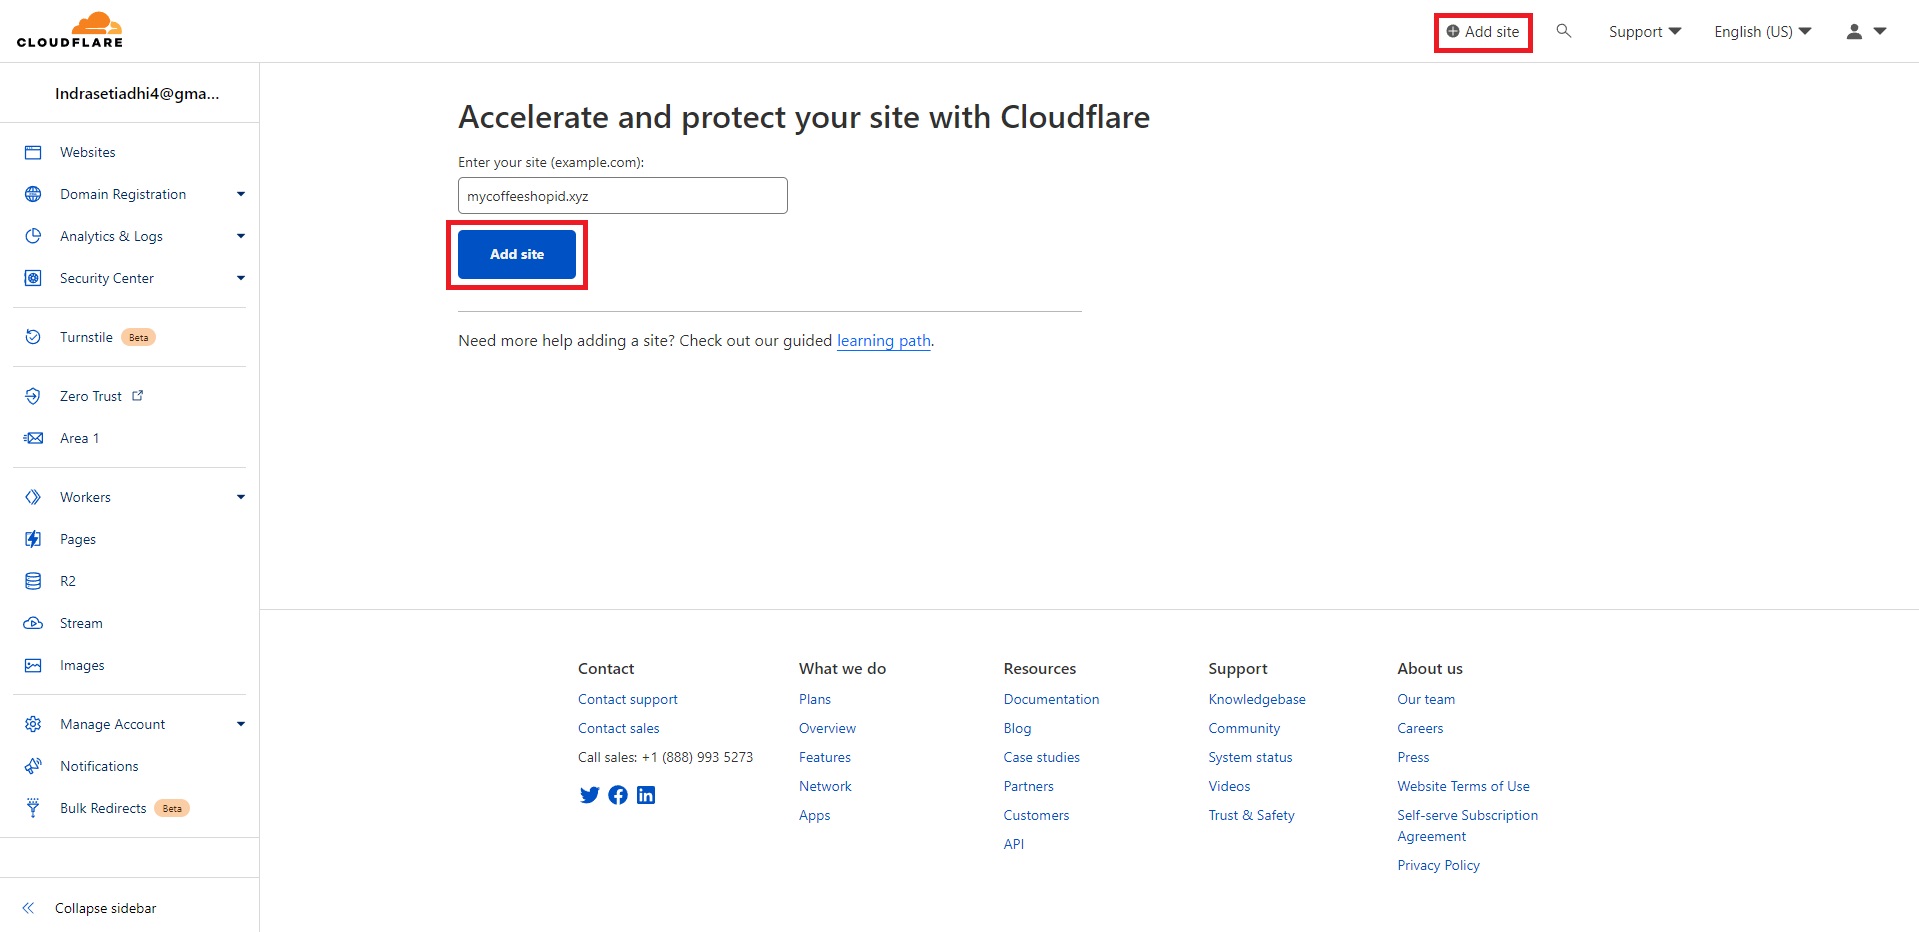 CLOUDFLARE
Add site
Support
English (US)
Indrasetiadhi4@gma...
Websites
Domain Registration
Analytics & Logs
Security Center
Turnstile Beta
Zero Trust
Area 1
Workers
Pages
R2
Stream
Images
Manage Account
Notifications
Bulk Redirects Beta
Collapse sidebar
Accelerate and protect your site with Cloudflare
Enter your site (example.com):
mycoffeeshopid.xyz
Add site
Need more help adding a site? Check out our guided learning path.
Contact
Contact support
Contact sales
Call sales: +1 (888) 993 5273
What we do
Plans
Overview
Features
Network
Apps
Resources
Documentation
Blog
Case studies
Partners
Customers
API
Support
Knowledgebase
Community
System status
Videos
Trust & Safety
About us
Our team
Careers
Press
Website Terms of Use
Self-serve Subscription
Agreement
Privacy Policy